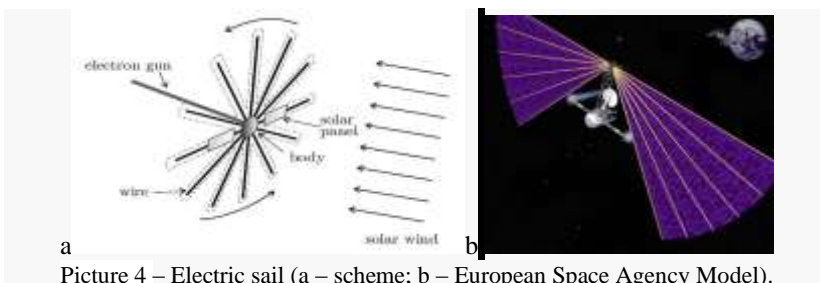 electron gun
solar
panel
body
wire
solar wind
a
b
Picture 4 – Electric sail (a – scheme; b – European Space Agency Model).